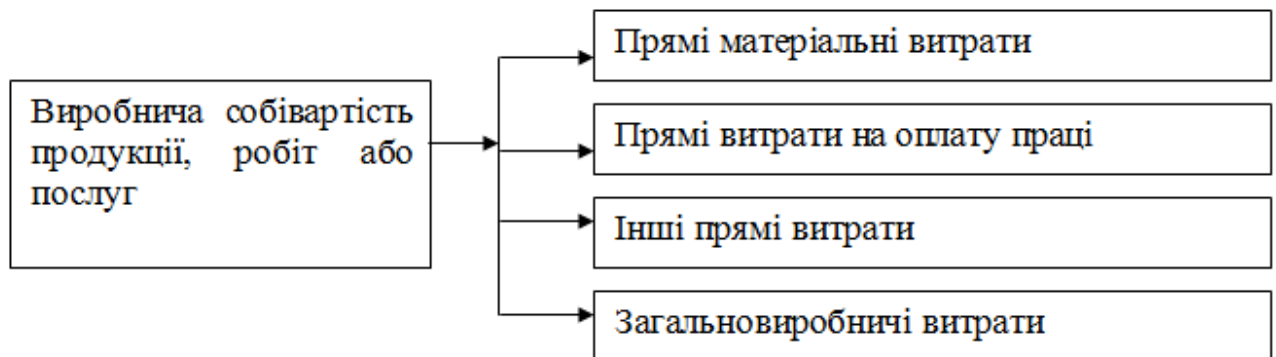 Виробнича собівартість
продукції, робіт або
послуг
Прямі матеріальні витрати
Прямі витрати на оплату праці
Інші прямі витрати
Загальновиробничі витрати